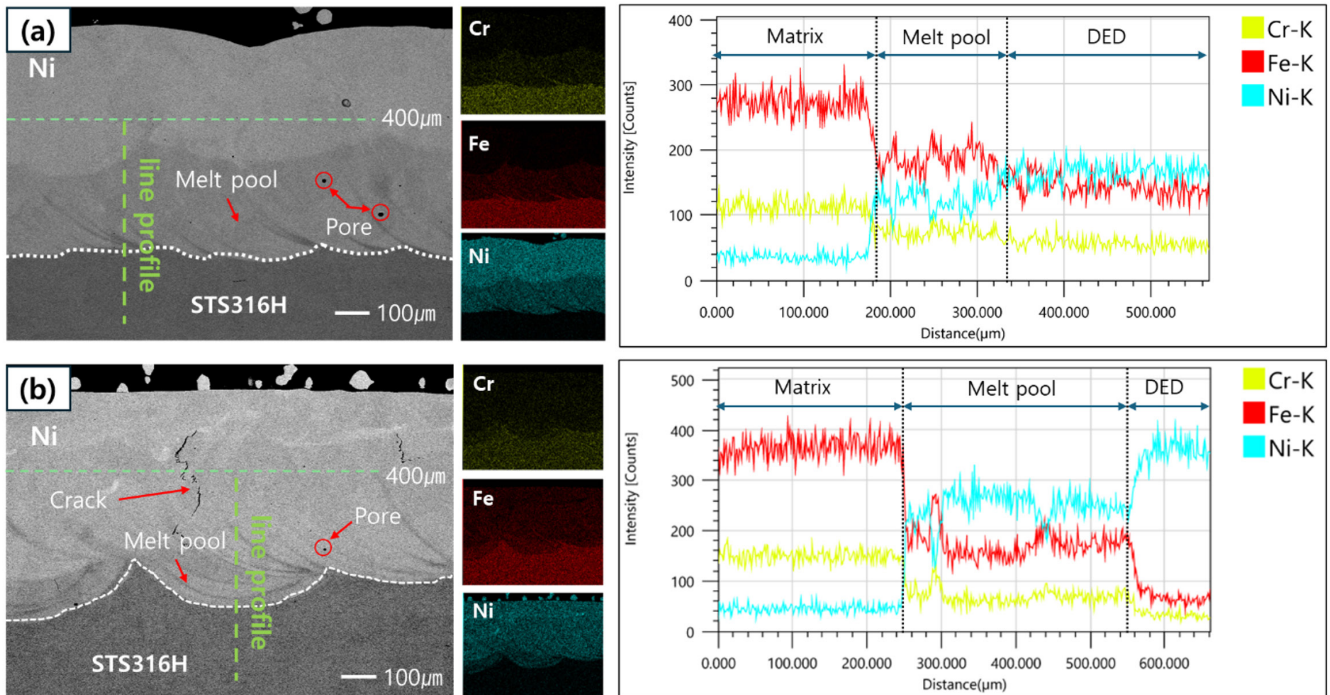 (a)
Ni
400㎛
line profile
Melt pool
Pore
STS316H
100㎛
Cr
Fe
Ni
Matrix
Melt pool
DED
Intensity [Counts]
400
300
200
100
0
0.000 100.000 200.000 300.000 400.000 500.000
Distance(㎛)
Cr-K
Fe-K
Ni-K
(b)
Ni
400㎛
Crack
line profile
Pore
Melt pool
STS316H
100㎛
Cr
Fe
Ni
Matrix
Melt pool
DED
Intensity [Counts]
500
400
300
200
100
0
0.000 100.000 200.000 300.000 400.000 500.000 600.000
Distance(㎛)
Cr-K
Fe-K
Ni-K